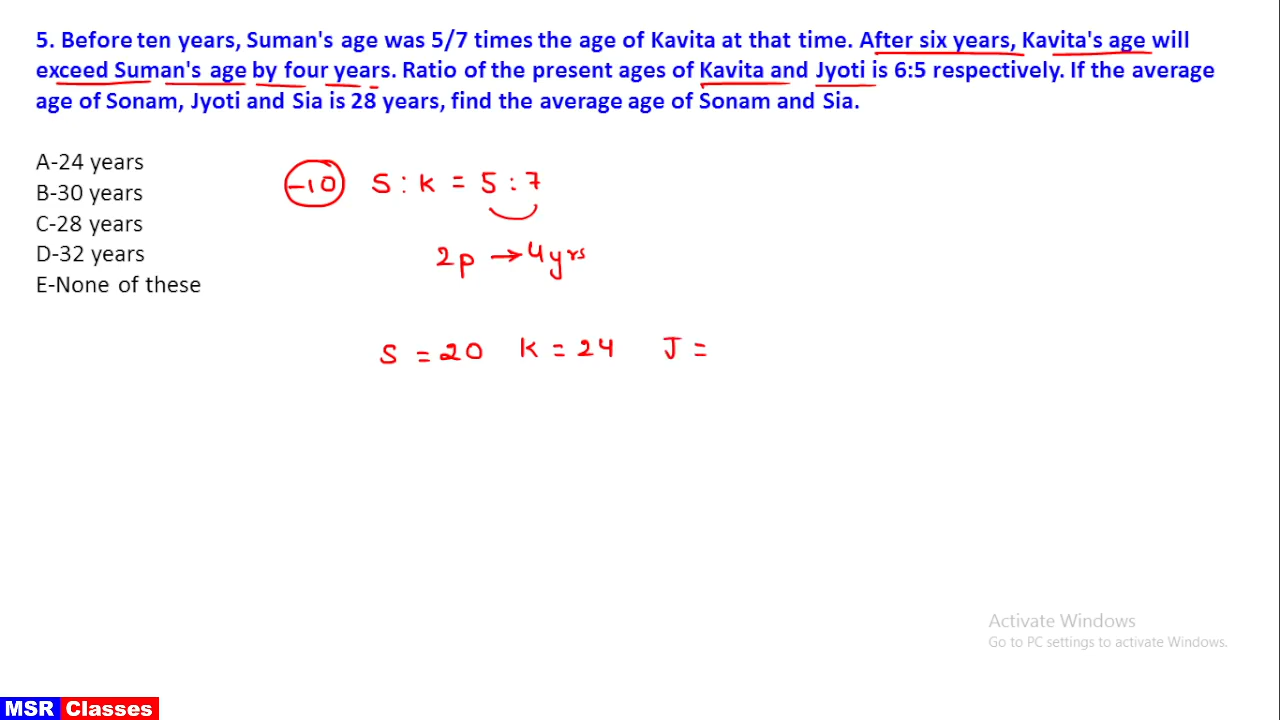 5. Before ten years, Suman's age was 5/7 times the age of Kavita at that time. After six years, Kavita's age will
exceed Suman's age by four years. Ratio of the present ages of Kavita and Jyoti is 6:5 respectively. If the average
age of Sonam, Jyoti and Sia is 28 years, find the average age of Sonam and Sia.
A-24 years
B-30 years
C-28 years
D-32 years
E-None of these
-10 S : K = 5 : 7
2p → 4yrs
S = 20 K = 24 J =
Activate Windows
Go to PC settings to activate Windows.
MSR Classes